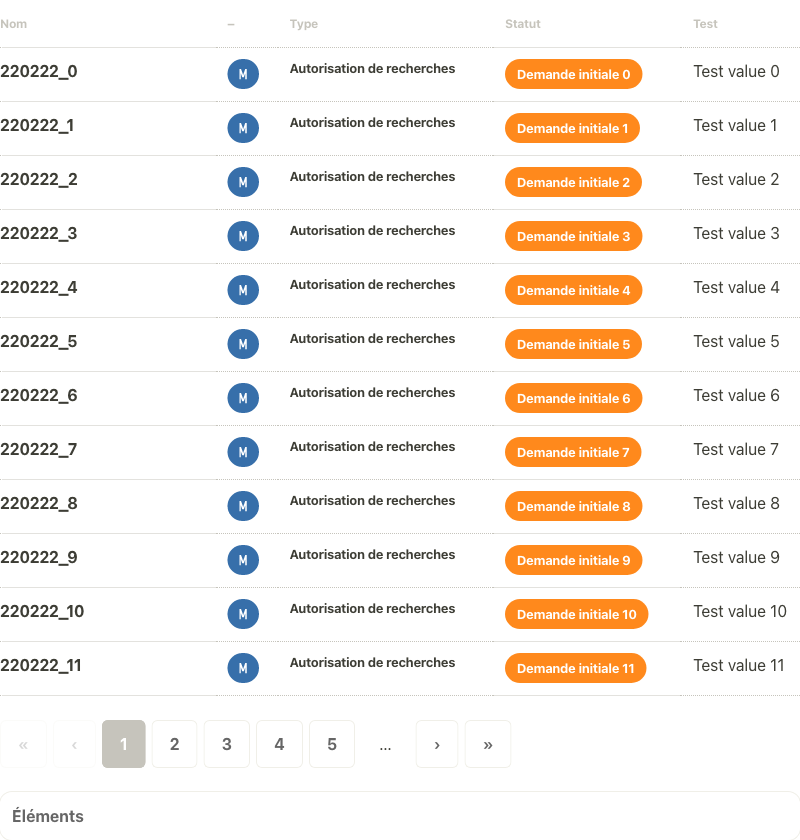 Nom – Type Statut Test
220222_0 M Autorisation de recherches Demande initiale 0 Test value 0
220222_1 M Autorisation de recherches Demande initiale 1 Test value 1
220222_2 M Autorisation de recherches Demande initiale 2 Test value 2
220222_3 M Autorisation de recherches Demande initiale 3 Test value 3
220222_4 M Autorisation de recherches Demande initiale 4 Test value 4
220222_5 M Autorisation de recherches Demande initiale 5 Test value 5
220222_6 M Autorisation de recherches Demande initiale 6 Test value 6
220222_7 M Autorisation de recherches Demande initiale 7 Test value 7
220222_8 M Autorisation de recherches Demande initiale 8 Test value 8
220222_9 M Autorisation de recherches Demande initiale 9 Test value 9
220222_10 M Autorisation de recherches Demande initiale 10 Test value 10
220222_11 M Autorisation de recherches Demande initiale 11 Test value 11
« ‹ 1 2 3 4 5 … › »
Éléments